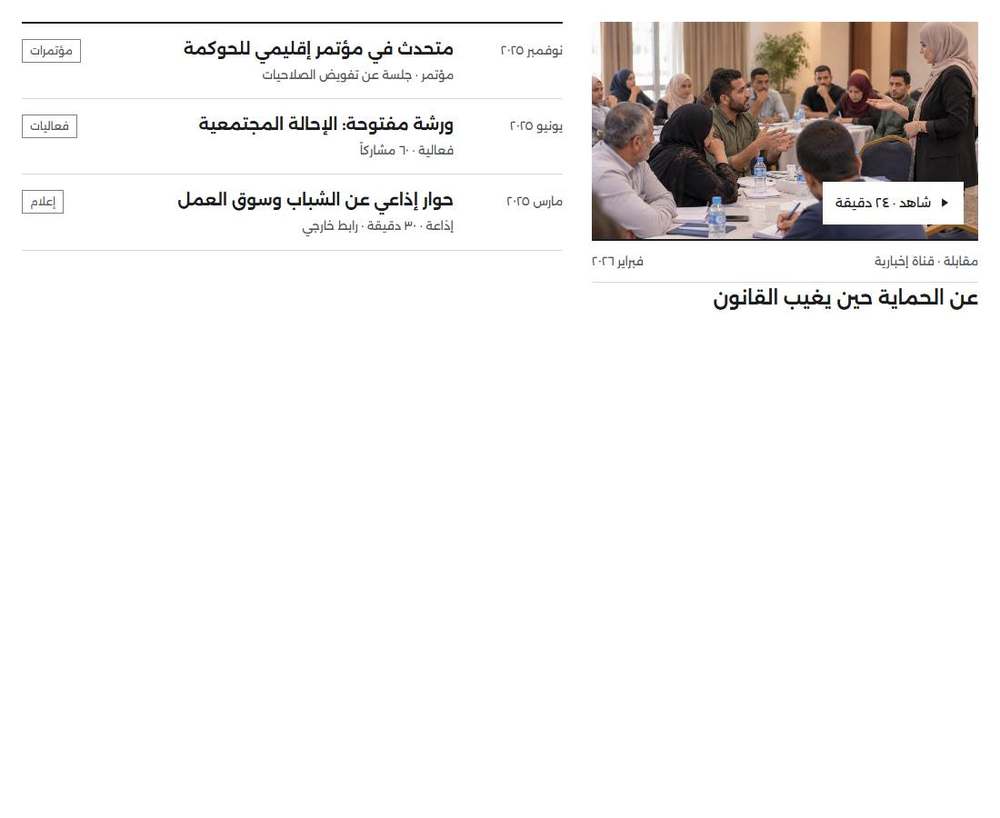 شاهد · ٢٤ دقيقة
مقابلة · قناة إخبارية
فبراير ٢٠٢٦
عن الحماية حين يغيب القانون
نوفمبر ٢٠٢٥
متحدث في مؤتمر إقليمي للحوكمة
مؤتمر · جلسة عن تفويض الصلاحيات
مؤتمرات
يونيو ٢٠٢٥
ورشة مفتوحة: الإحالة المجتمعية
فعالية · ٦٠ مشاركاً
فعاليات
مارس ٢٠٢٥
حوار إذاعي عن الشباب وسوق العمل
إذاعة · ٣٠ دقيقة · رابط خارجي
إعلام